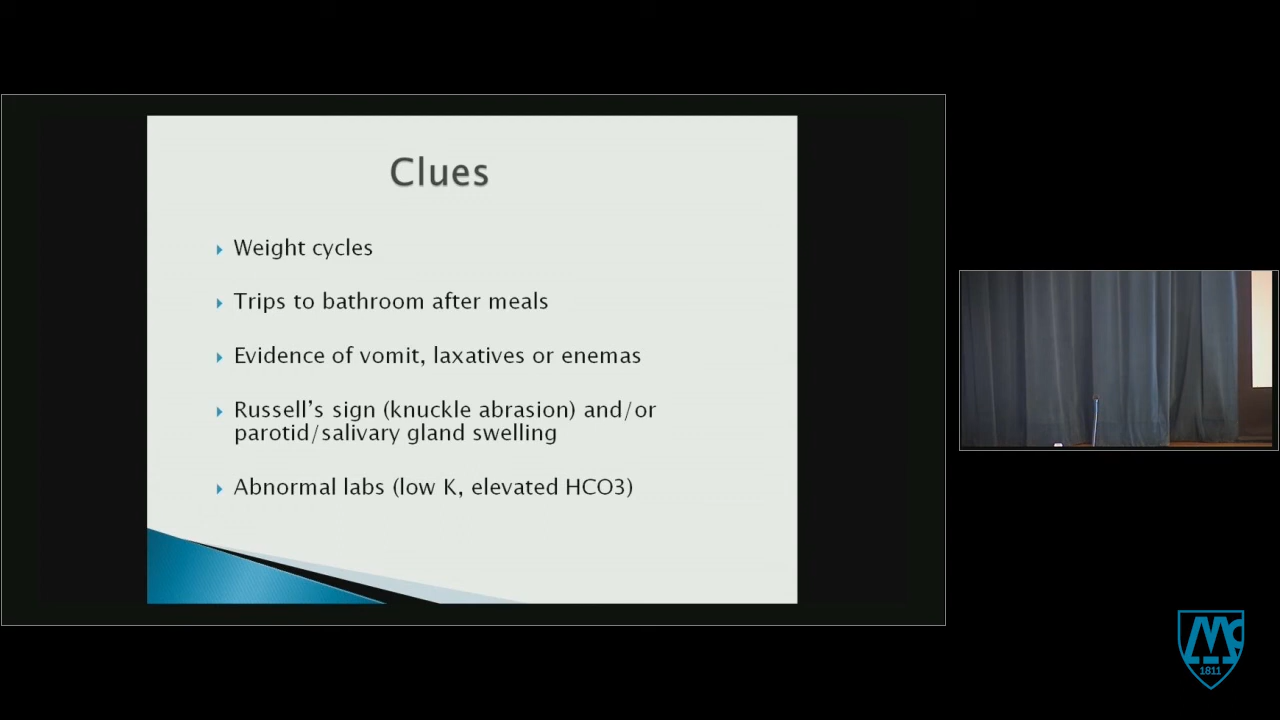 Clues
Weight cycles
Trips to bathroom after meals
Evidence of vomit, laxatives or enemas
Russell's sign (knuckle abrasion) and/or
parotid/salivary gland swelling
Abnormal labs (low K, elevated HCO3)
Mc
1811